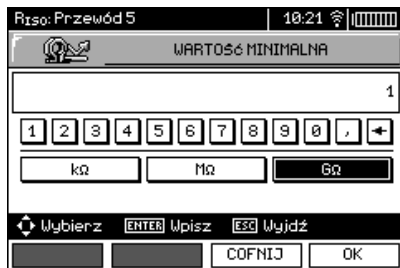 RISO: Przewód 5 10:21
WARTOŚĆ MINIMALNA
1
1 2 3 4 5 6 7 8 9 0 , ←
kΩ MΩ GΩ
Wybierz ENTER Wpisz ESC Wyjdź
COFNIJ OK